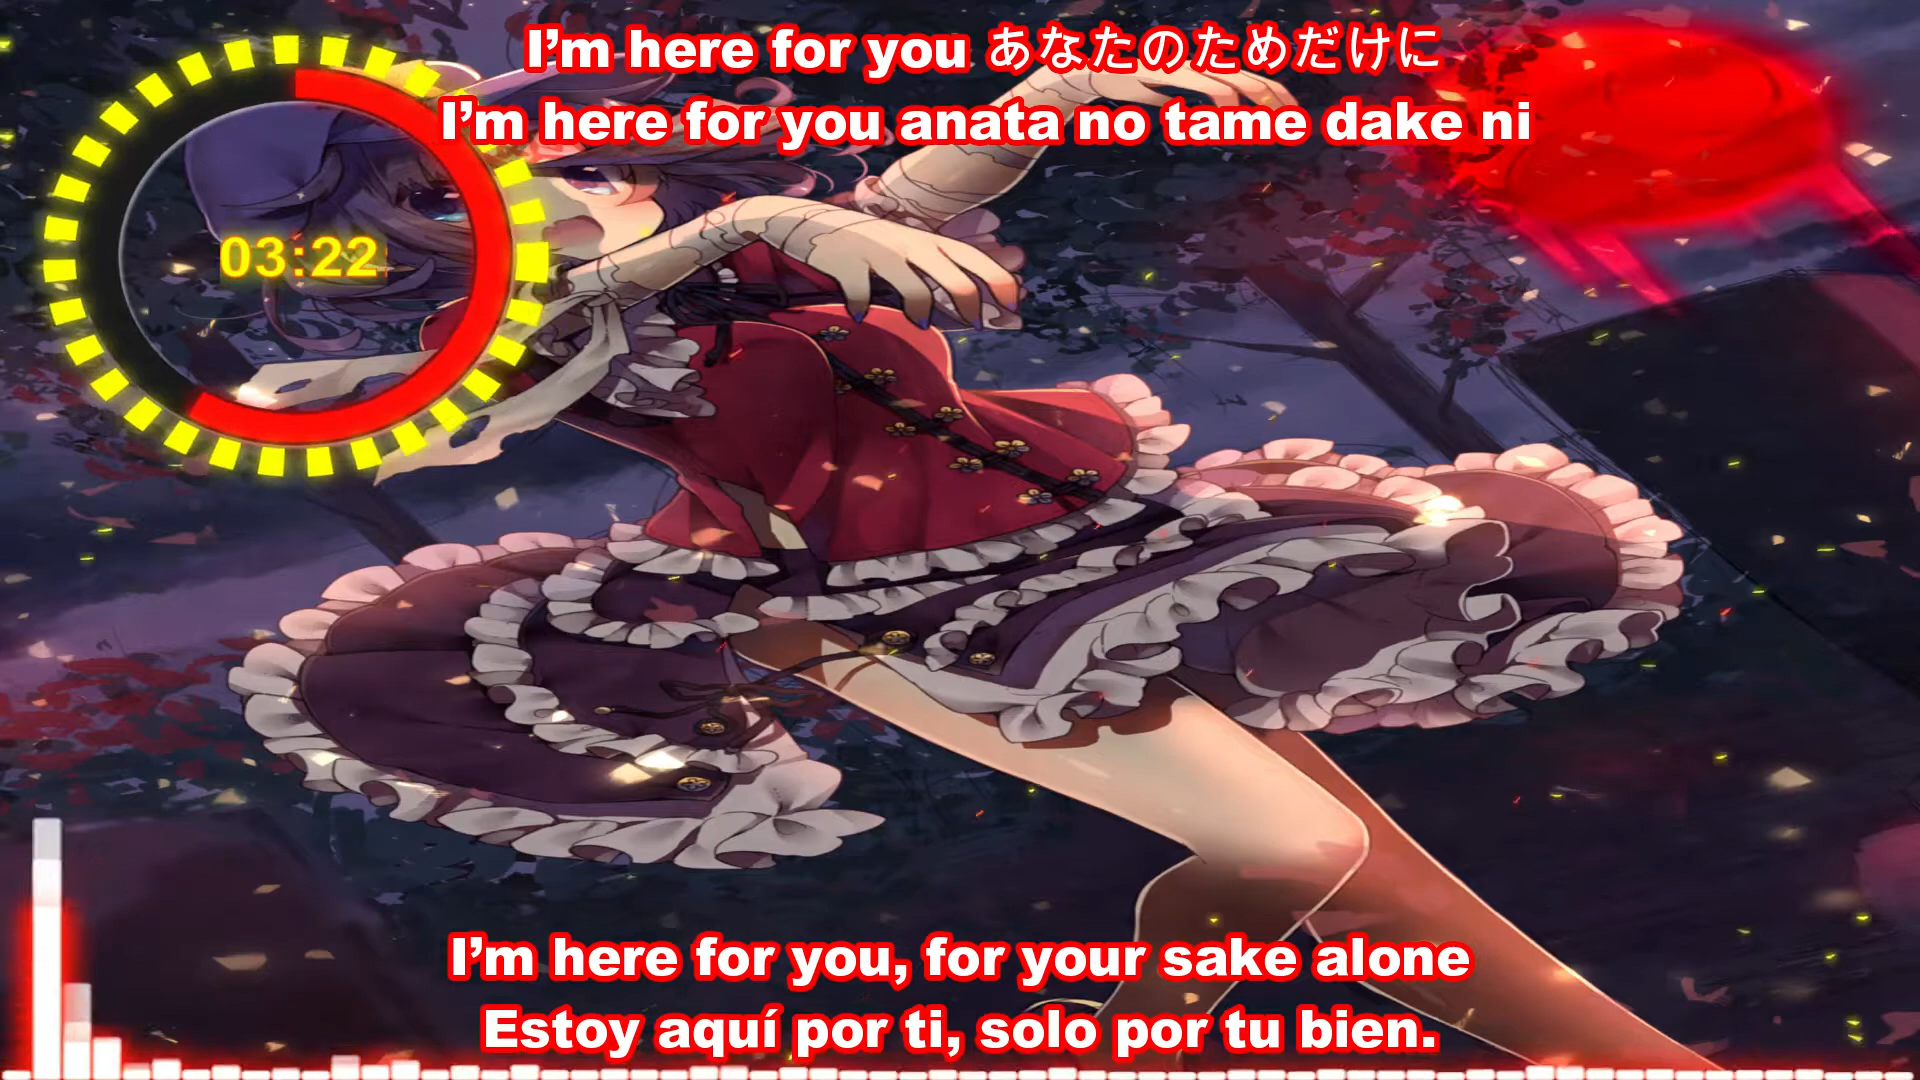 I’m here for you あなたのためだけに
I’m here for you anata no tame dake ni
03:22
I’m here for you, for your sake alone
Estoy aquí por ti, solo por tu bien.